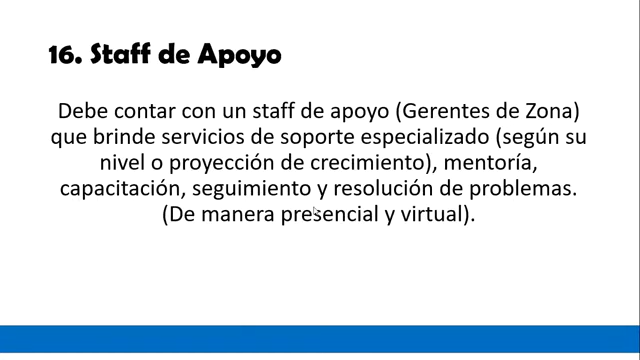 16. Staff de Apoyo
Debe contar con un staff de apoyo (Gerentes de Zona)
que brinde servicios de soporte especializado (según su
nivel o proyección de crecimiento), mentoría,
capacitación, seguimiento y resolución de problemas.
(De manera presencial y virtual).